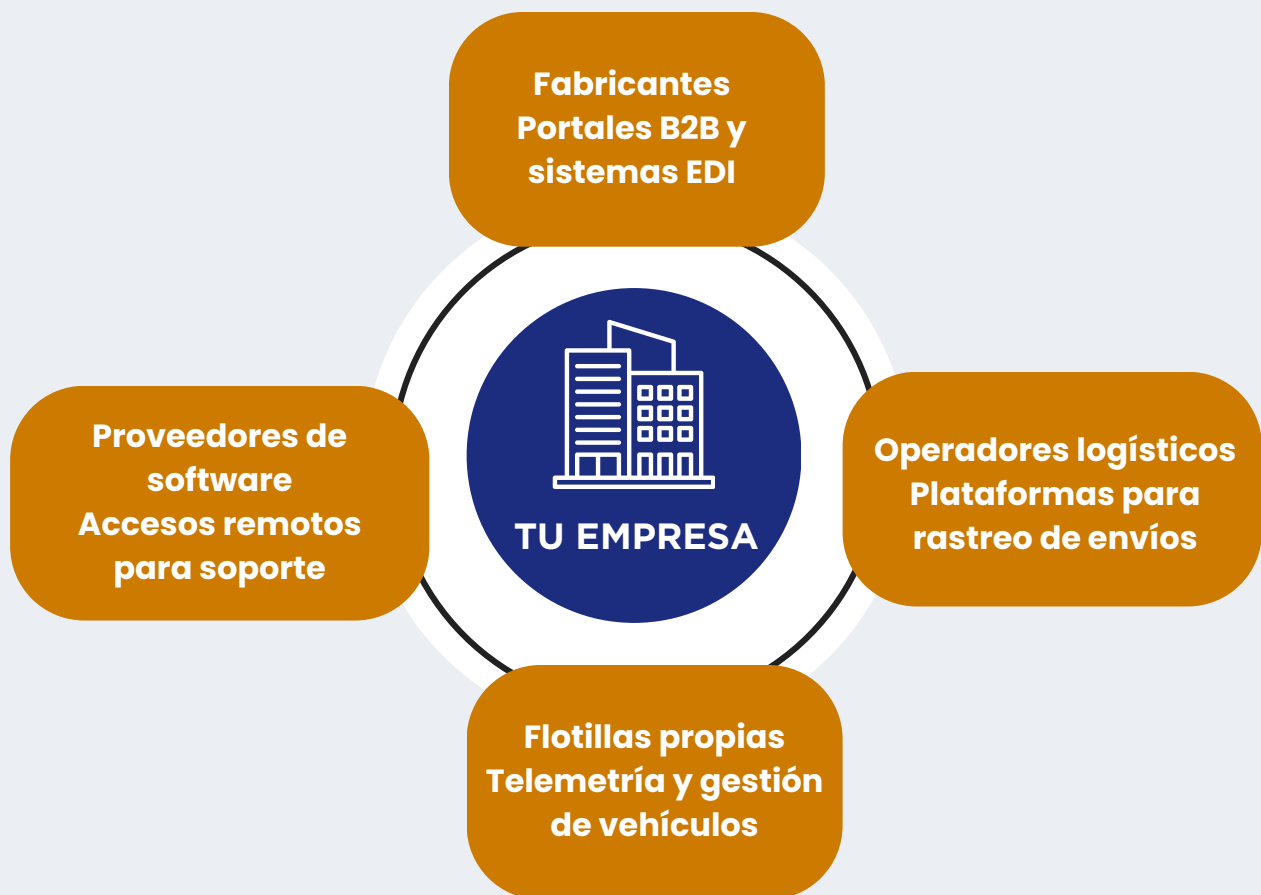 Fabricantes
Portales B2B y
sistemas EDI
Proveedores de
software
Accesos remotos
para soporte
TU EMPRESA
Operadores logísticos
Plataformas para
rastreo de envíos
Flotillas propias
Telemetría y gestión
de vehículos